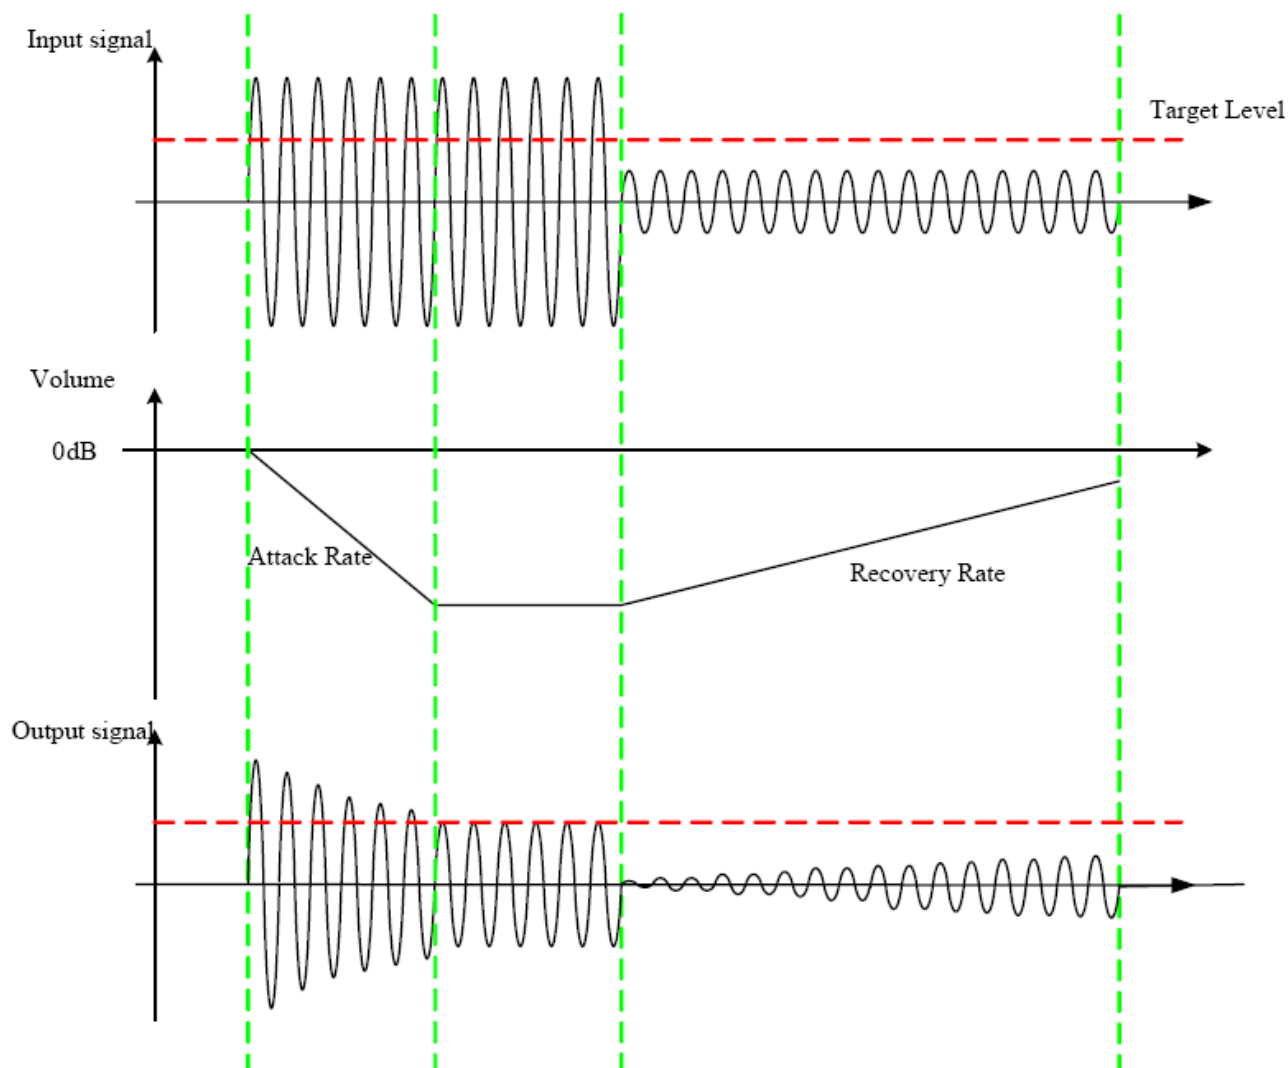 Input signal
Target Level
Volume
0dB
Attack Rate
Recovery Rate
Output signal